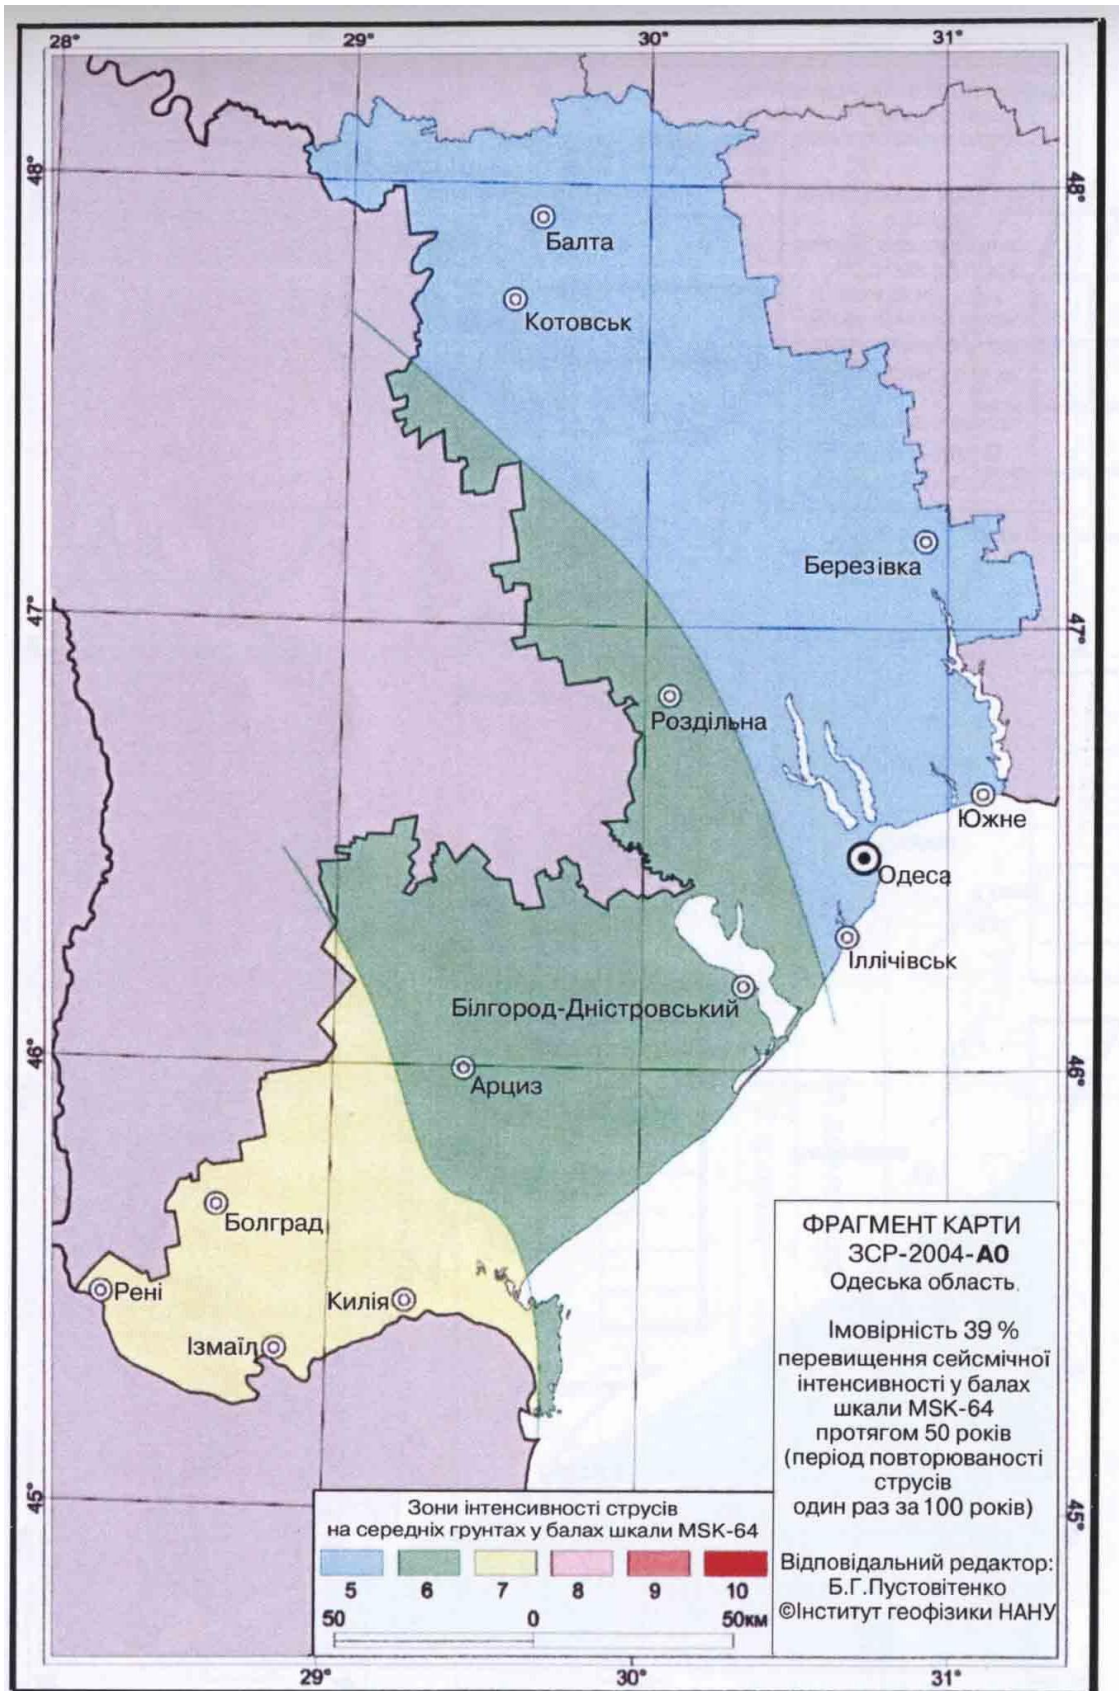 28°
29°
30°
31°
48°
48°
Балта
Котовськ
Березівка
47°
47°
Роздільна
Южне
Одеса
Іллічівськ
Білгород-Дністровський
46°
46°
Арциз
Болград
Рені
Килія
Ізмаїл
ФРАГМЕНТ КАРТИ
ЗСР-2004-А0
Одеська область.
Імовірність 39 %
перевищення сейсмічної
інтенсивності у балах
шкали MSK-64
протягом 50 років
(період повторюваності
струсів
один раз за 100 років)
Відповідальний редактор:
Б.Г.Пустовітенко
©Інститут геофізики НАНУ
45°
45°
Зони інтенсивності струсів
на середніх грунтах у балах шкали MSK-64
5 6 7 8 9 10
50 0 50км
29°
30°
31°